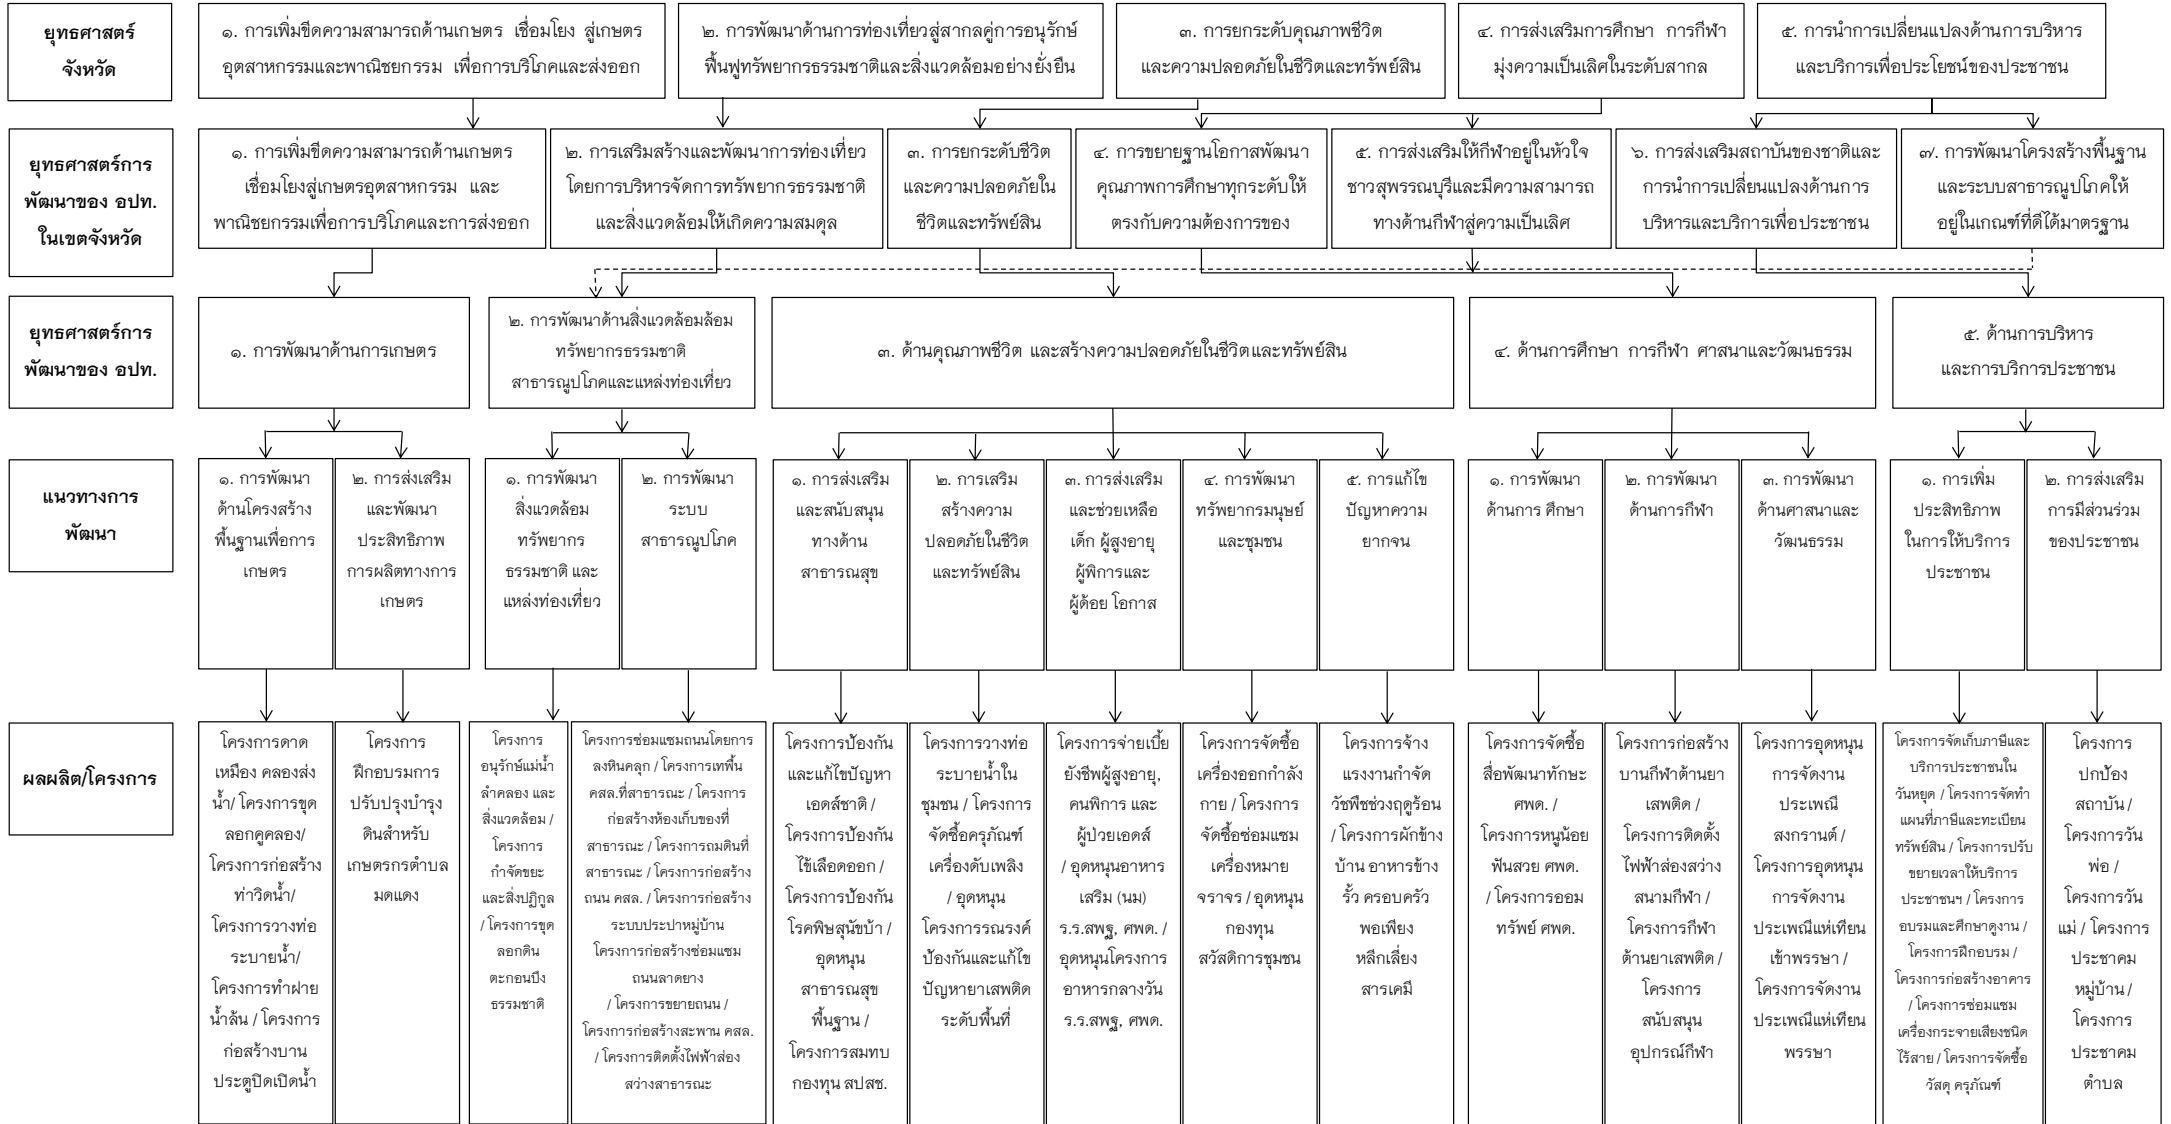 ยุทธศาสตร์
จังหวัด
๑. การเพิ่มขีดความสามารถด้านเกษตร เชื่อมโยง สู่เกษตร
อุตสาหกรรมและพาณิชยกรรม เพื่อการบริโภคและส่งออก
๒. การพัฒนาด้านการท่องเที่ยวสู่สากลคู่การอนุรักษ์
ฟื้นฟูทรัพยากรธรรมชาติและสิ่งแวดล้อมอย่างยั่งยืน
๓. การยกระดับคุณภาพชีวิต
และความปลอดภัยในชีวิตและทรัพย์สิน
๔. การส่งเสริมการศึกษา การกีฬา
มุ่งความเป็นเลิศในระดับสากล
๕. การนำการเปลี่ยนแปลงด้านการบริหาร
และบริการเพื่อประโยชน์ของประชาชน
ยุทธศาสตร์การ
พัฒนาของ อปท.
ในเขตจังหวัด
๑. การเพิ่มขีดความสามารถด้านเกษตร
เชื่อมโยงสู่เกษตรอุตสาหกรรม และ
พาณิชยกรรมเพื่อการบริโภคและการส่งออก
๒. การเสริมสร้างและพัฒนาการท่องเที่ยว
โดยการบริหารจัดการทรัพยากรธรรมชาติ
และสิ่งแวดล้อมให้เกิดความสมดุล
๓. การยกระดับชีวิต
และความปลอดภัยใน
ชีวิตและทรัพย์สิน
๔. การขยายฐานโอกาสพัฒนา
คุณภาพการศึกษาทุกระดับให้
ตรงกับความต้องการของ
๕. การส่งเสริมให้กีฬาอยู่ในหัวใจ
ชาวสุพรรณบุรีและมีความสามารถ
ทางด้านกีฬาสู่ความเป็นเลิศ
๖. การส่งเสริมสถาบันของชาติและ
การนำการเปลี่ยนแปลงด้านการ
บริหารและบริการเพื่อประชาชน
๗. การพัฒนาโครงสร้างพื้นฐาน
และระบบสาธารณูปโภคให้
อยู่ในเกณฑ์ที่ดีได้มาตรฐาน
ยุทธศาสตร์การ
พัฒนาของ อปท.
๑. การพัฒนาด้านการเกษตร
๒. การพัฒนาด้านสิ่งแวดล้อมล้อม
ทรัพยากรธรรมชาติ
สาธารณูปโภคและแหล่งท่องเที่ยว
๓. ด้านคุณภาพชีวิต และสร้างความปลอดภัยในชีวิตและทรัพย์สิน
๔. ด้านการศึกษา การกีฬา ศาสนาและวัฒนธรรม
๕. ด้านการบริหาร
และการบริการประชาชน
แนวทางการ
พัฒนา
๑. การพัฒนา
ด้านโครงสร้าง
พื้นฐานเพื่อการ
เกษตร
๒. การส่งเสริม
และพัฒนา
ประสิทธิภาพ
การผลิตทางการ
เกษตร
๑. การพัฒนา
สิ่งแวดล้อม
ทรัพยากร
ธรรมชาติ และ
แหล่งท่องเที่ยว
๒. การพัฒนา
ระบบ
สาธารณูปโภค
๑. การส่งเสริม
และสนับสนุน
ทางด้าน
สาธารณสุข
๒. การเสริม
สร้างความ
ปลอดภัยในชีวิต
และทรัพย์สิน
๓. การส่งเสริม
และช่วยเหลือ
เด็ก ผู้สูงอายุ
ผู้พิการและ
ผู้ด้อย โอกาส
๔. การพัฒนา
ทรัพยากรมนุษย์
และชุมชน
๕. การแก้ไข
ปัญหาความ
ยากจน
๑. การพัฒนา
ด้านการ ศึกษา
๒. การพัฒนา
ด้านการกีฬา
๓. การพัฒนา
ด้านศาสนาและ
วัฒนธรรม
๑. การเพิ่ม
ประสิทธิภาพ
ในการให้บริการ
ประชาชน
๒. การส่งเสริม
การมีส่วนร่วม
ของประชาชน
ผลผลิต/โครงการ
โครงการดาด
เหมือง คลองส่ง
น้ำ/ โครงการขุด
ลอกคูคลอง/
โครงการก่อสร้าง
ท่าวิดน้ำ/
โครงการวางท่อ
ระบายน้ำ/
โครงการทำฝาย
น้ำล้น / โครงการ
ก่อสร้างบาน
ประตูปิดเปิดน้ำ
โครงการ
ฝึกอบรมการ
ปรับปรุงบำรุง
ดินสำหรับ
เกษตรกรตำบล
มดแดง
โครงการ
อนุรักษ์แม่น้ำ
ลำคลอง และ
สิ่งแวดล้อม /
โครงการ
กำจัดขยะ
และสิ่งปฏิกูล
/ โครงการขุด
ลอกดิน
ตะกอนบึง
ธรรมชาติ
โครงการซ่อมแซมถนนโดยการ
ลงหินคลุก / โครงการเทพื้น
คสล.ที่สาธารณะ / โครงการ
ก่อสร้างห้องเก็บของที่
สาธารณะ / โครงการถมดินที่
สาธารณะ / โครงการก่อสร้าง
ถนน คสล. / โครงการก่อสร้าง
ระบบประปาหมู่บ้าน
โครงการก่อสร้างซ่อมแซม
ถนนลาดยาง
/ โครงการขยายถนน /
โครงการก่อสร้างสะพาน คสล.
/ โครงการติดตั้งไฟฟ้าส่อง
สว่างสาธารณะ
โครงการป้องกัน
และแก้ไขปัญหา
เอดส์ชาติ /
โครงการป้องกัน
ไข้เลือดออก /
โครงการป้องกัน
โรคพิษสุนัขบ้า /
อุดหนุน
สาธารณสุข
พื้นฐาน /
โครงการสมทบ
กองทุน สปสช.
โครงการวางท่อ
ระบายน้ำใน
ชุมชน / โครงการ
จัดซื้อครุภัณฑ์
เครื่องดับเพลิง
/ อุดหนุน
โครงการรณรงค์
ป้องกันและแก้ไข
ปัญหายาเสพติด
ระดับพื้นที่
โครงการจ่ายเบี้ย
ยังชีพผู้สูงอายุ,
คนพิการ และ
ผู้ป่วยเอดส์
/ อุดหนุนอาหาร
เสริม (นม)
ร.ร.สพฐ, ศพด. /
อุดหนุนโครงการ
อาหารกลางวัน
ร.ร.สพฐ, ศพด.
โครงการจัดซื้อ
เครื่องออกกำลัง
กาย / โครงการ
จัดซื้อซ่อมแซม
เครื่องหมาย
จราจร / อุดหนุน
กองทุน
สวัสดิการชุมชน
โครงการจ้าง
แรงงานกำจัด
วัชพืชช่วงฤดูร้อน
/ โครงการผักข้าง
บ้าน อาหารข้าง
รั้ว ครอบครัว
พอเพียง
หลีกเลี่ยง
สารเคมี
โครงการจัดซื้อ
สื่อพัฒนาทักษะ
ศพด. /
โครงการหนูน้อย
ฟันสวย ศพด.
/ โครงการออม
ทรัพย์ ศพด.
โครงการก่อสร้าง
บานกีฬาต้านยา
เสพติด /
โครงการติดตั้ง
ไฟฟ้าส่องสว่าง
สนามกีฬา /
โครงการกีฬา
ต้านยาเสพติด /
โครงการ
สนับสนุน
อุปกรณ์กีฬา
โครงการอุดหนุน
การจัดงาน
ประเพณี
สงกรานต์ /
โครงการอุดหนุน
การจัดงาน
ประเพณีแห่เทียน
เข้าพรรษา /
โครงการจัดงาน
ประเพณีแห่เทียน
พรรษา
โครงการจัดเก็บภาษีและ
บริการประชาชนใน
วันหยุด / โครงการจัดทำ
แผนที่ภาษีและทะเบียน
ทรัพย์สิน / โครงการปรับ
ขยายเวลาให้บริการ
ประชาชนฯ / โครงการ
อบรมและศึกษาดูงาน /
โครงการฝึกอบรม /
โครงการก่อสร้างอาคาร
/ โครงการซ่อมแซม
เครื่องกระจายเสียงชนิด
ไร้สาย / โครงการจัดซื้อ
วัสดุ ครุภัณฑ์
โครงการ
ปกป้อง
สถาบัน /
โครงการวัน
พ่อ /
โครงการวัน
แม่ / โครงการ
ประชาคม
หมู่บ้าน /
โครงการ
ประชาคม
ตำบล